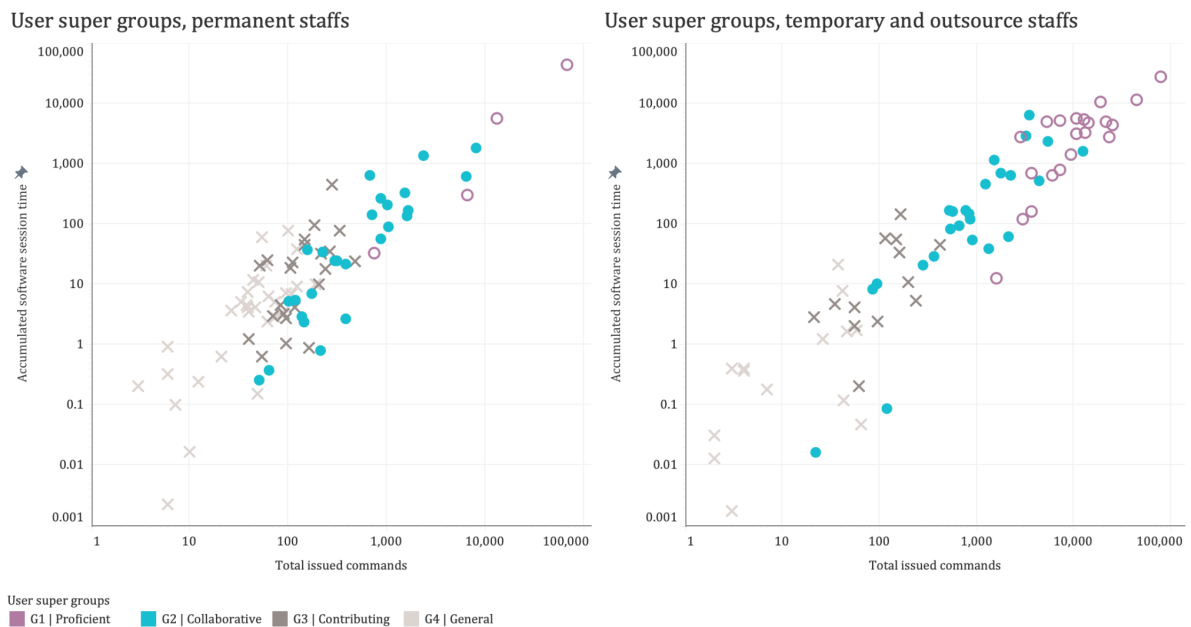 User super groups, permanent staffs
User super groups, temporary and outsource staffs
Accumulated software session time
100,000
10,000
1,000
100
10
1
0.1
0.01
0.001
1
10
100
1,000
10,000
100,000
Total issued commands
Accumulated software session time
100,000
10,000
1,000
100
10
1
0.1
0.01
0.001
1
10
100
1,000
10,000
100,000
Total issued commands
User super groups
G1 | Proficient
G2 | Collaborative
G3 | Contributing
G4 | General